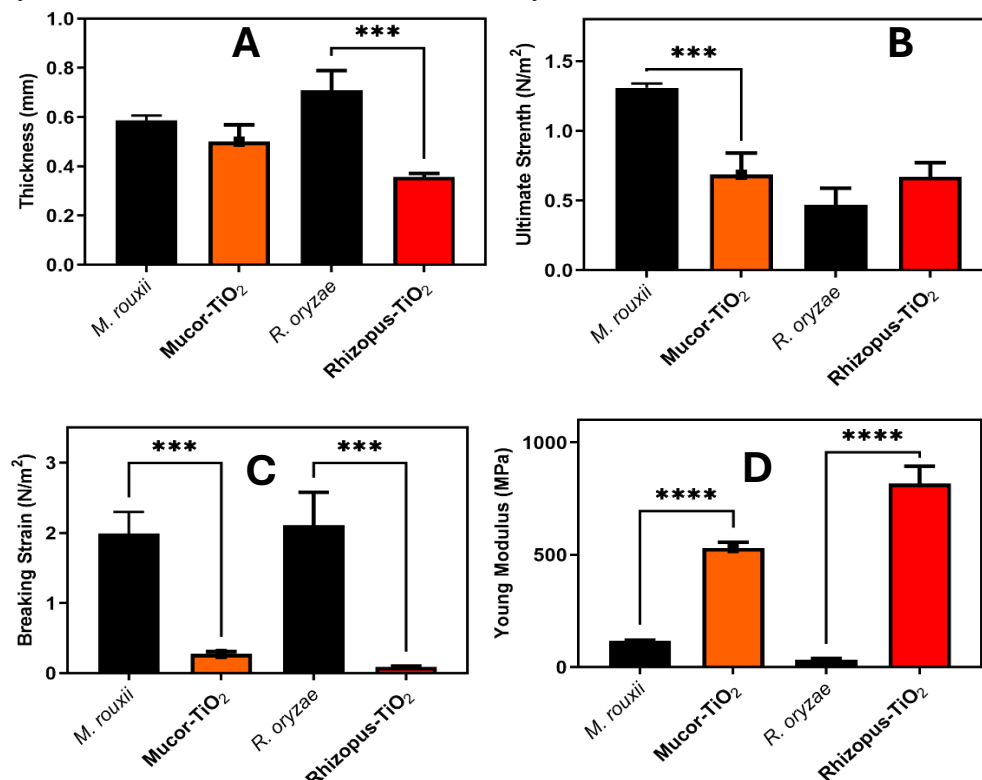 A
Thickness (mm)
1.0
0.8
0.6
0.4
0.2
0.0
***
M. rouxii
Mucor-TiO₂
R. oryzae
Rhizopus-TiO₂
B
Ultimate Strenth (N/m²)
1.5
1.0
0.5
0.0
***
M. rouxii
Mucor-TiO₂
R. oryzae
Rhizopus-TiO₂
C
Breaking Strain (N/m²)
3
2
1
0
***
***
M. rouxii
Mucor-TiO₂
R. oryzae
Rhizopus-TiO₂
D
Young Modulus (MPa)
1000
500
0
****
****
M. rouxii
Mucor-TiO₂
R. oryzae
Rhizopus-TiO₂